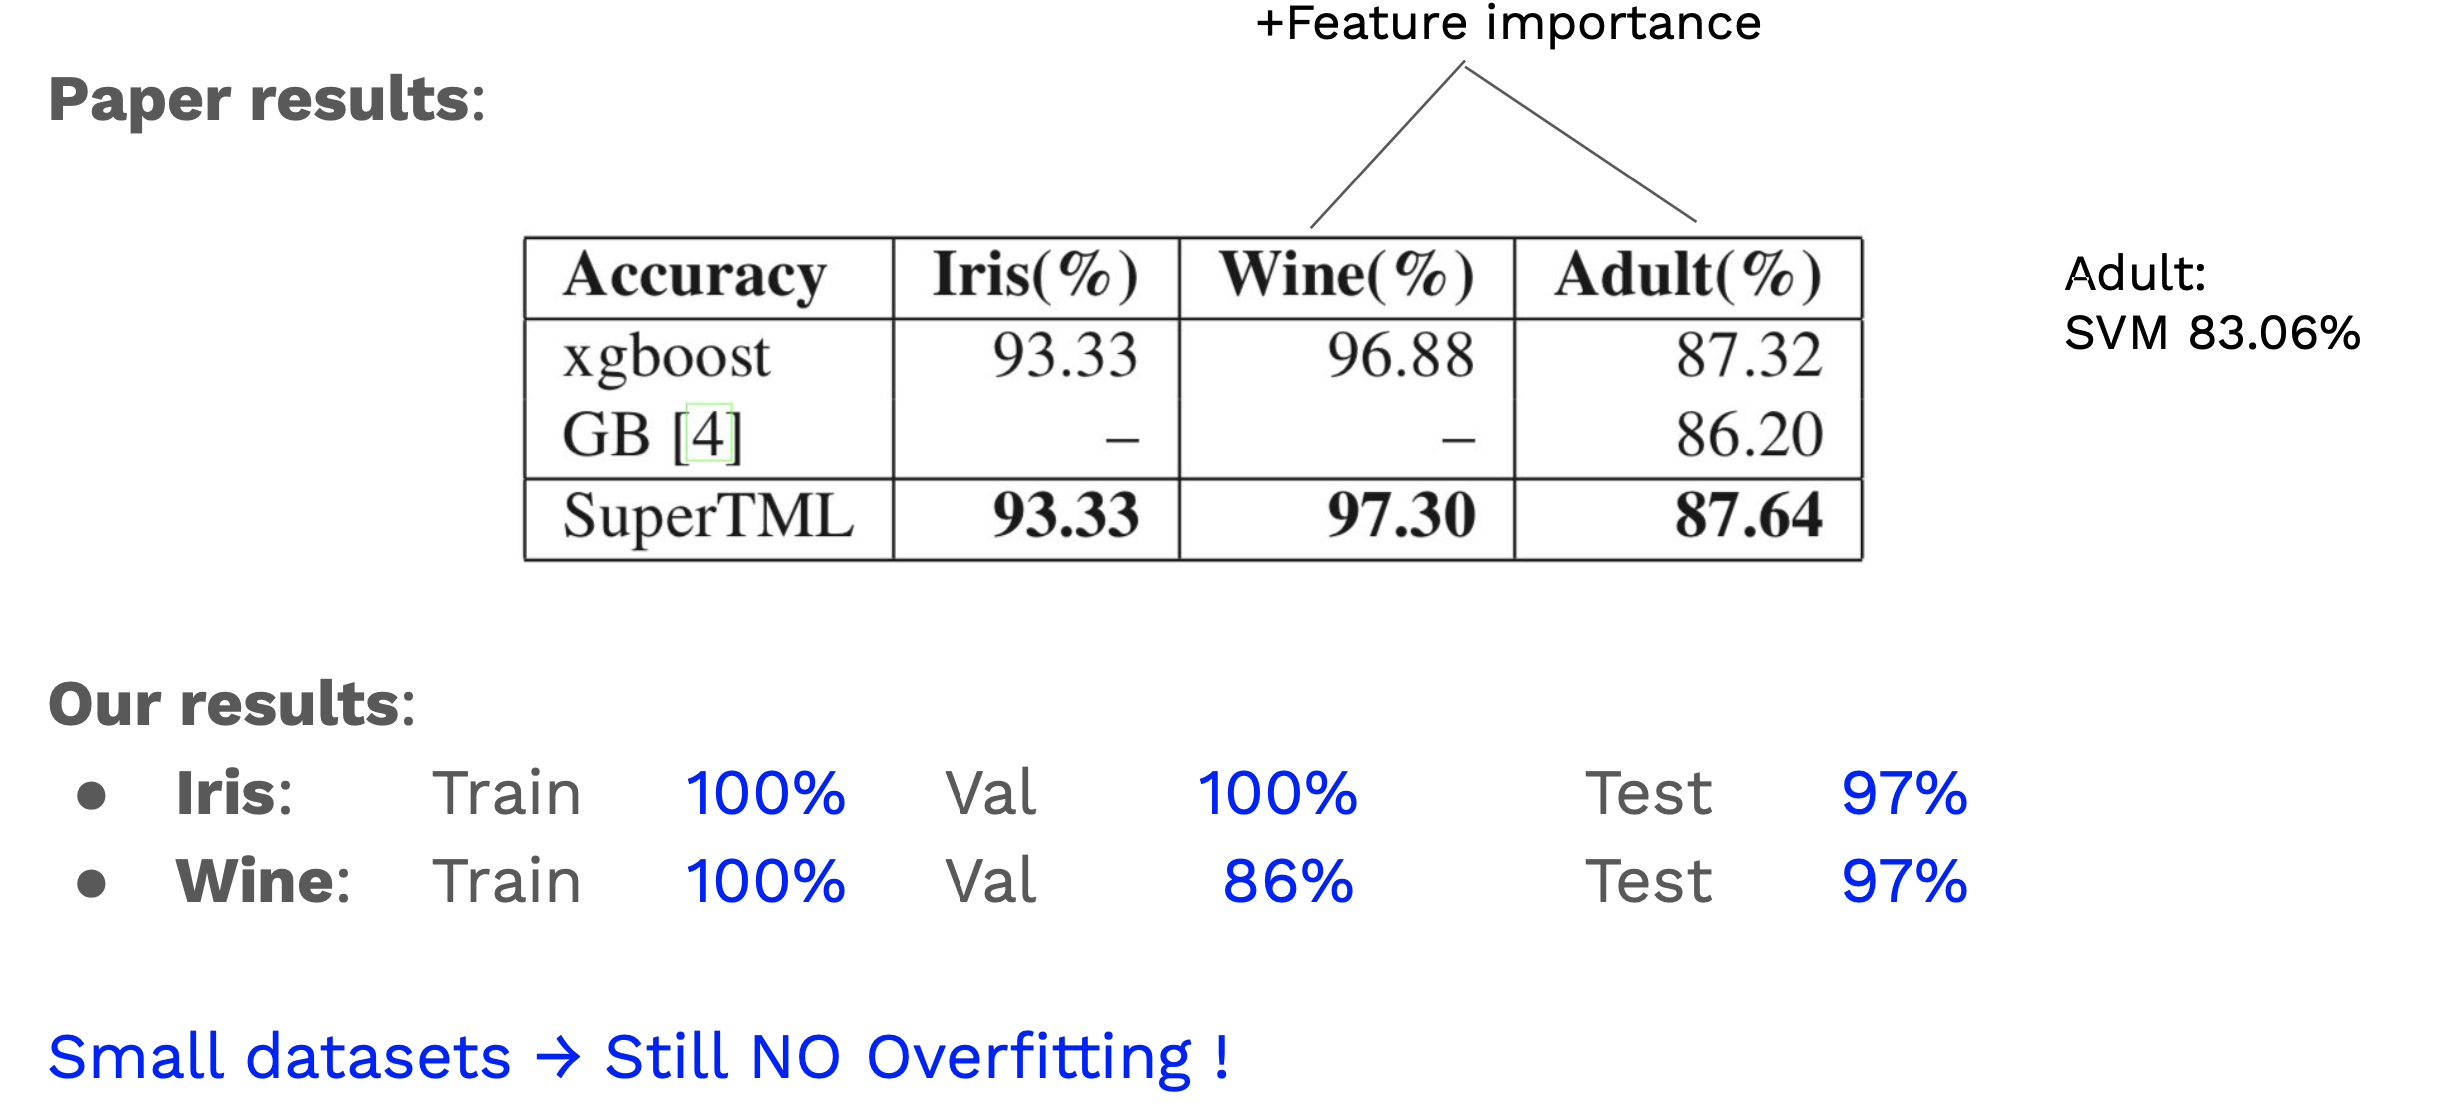 +Feature importance
Paper results:
Accuracy Iris(%) Wine(%) Adult(%)
xgboost 93.33 96.88 87.32
GB [4] – – 86.20
SuperTML 93.33 97.30 87.64
Adult:
SVM 83.06%
Our results:
● Iris: Train 100% Val 100% Test 97%
● Wine: Train 100% Val 86% Test 97%
Small datasets → Still NO Overfitting !